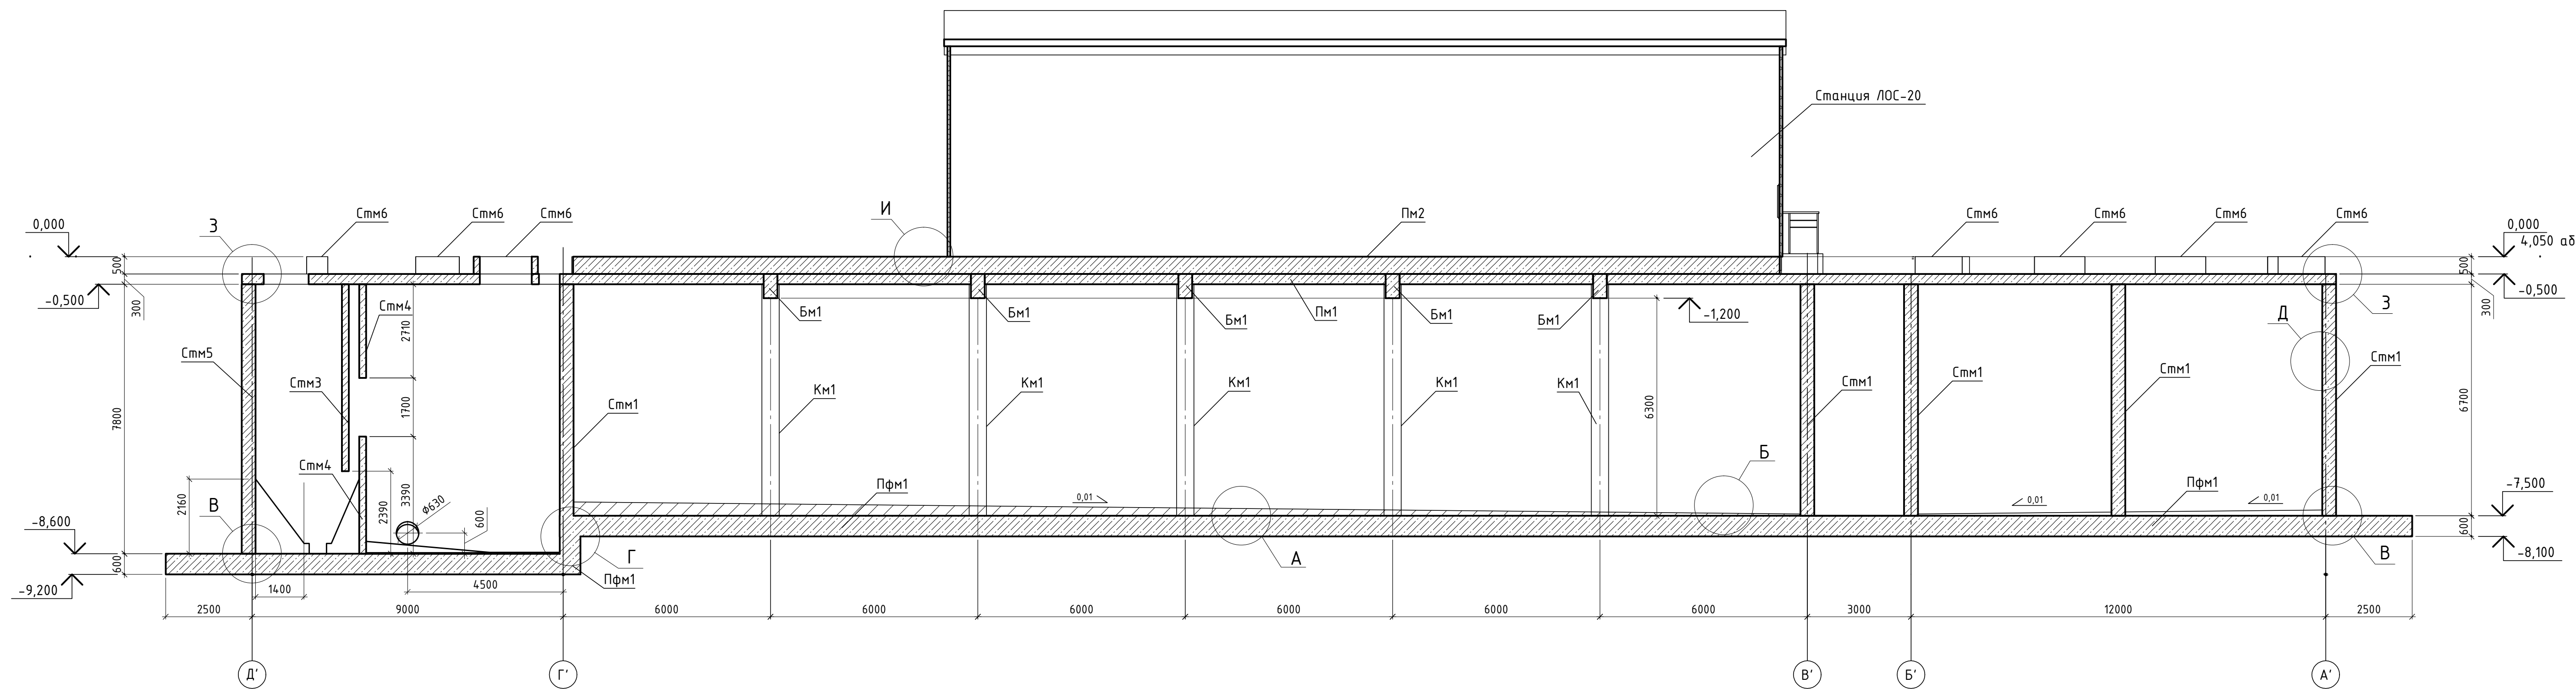 Станция ЛОС-20
З
Стм6
Стм6
Стм6
И
Пм2
Стм6
Стм6
Стм6
Стм6
0,000
0,000
4,050 аб
500
500
-0,500
-0,500
300
300
Стм4
2710
Бм1
Бм1
Бм1
Пм1
Бм1
Бм1
-1,200
З
Д
Стм5
Стм3
1700
Стм1
Км1
Км1
Км1
Км1
Км1
6300
Стм1
Стм1
Стм1
Стм1
7800
6700
Стм4
2160
2390
3390
Ф630
600
В
Пфм1
0,01
Б
0,01
Пфм1
0,01
-7,500
-8,600
600
600
-8,100
-9,200
Г
А
В
Пфм1
1400
4500
2500
9000
6000
6000
6000
6000
6000
6000
3000
12000
2500
Д'
Г'
В'
Б'
А'